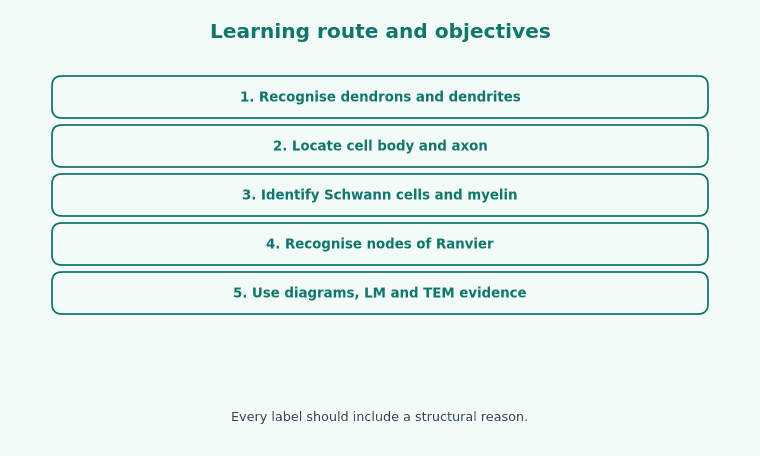 Learning route and objectives
1. Recognise dendrons and dendrites
2. Locate cell body and axon
3. Identify Schwann cells and myelin
4. Recognise nodes of Ranvier
5. Use diagrams, LM and TEM evidence
Every label should include a structural reason.